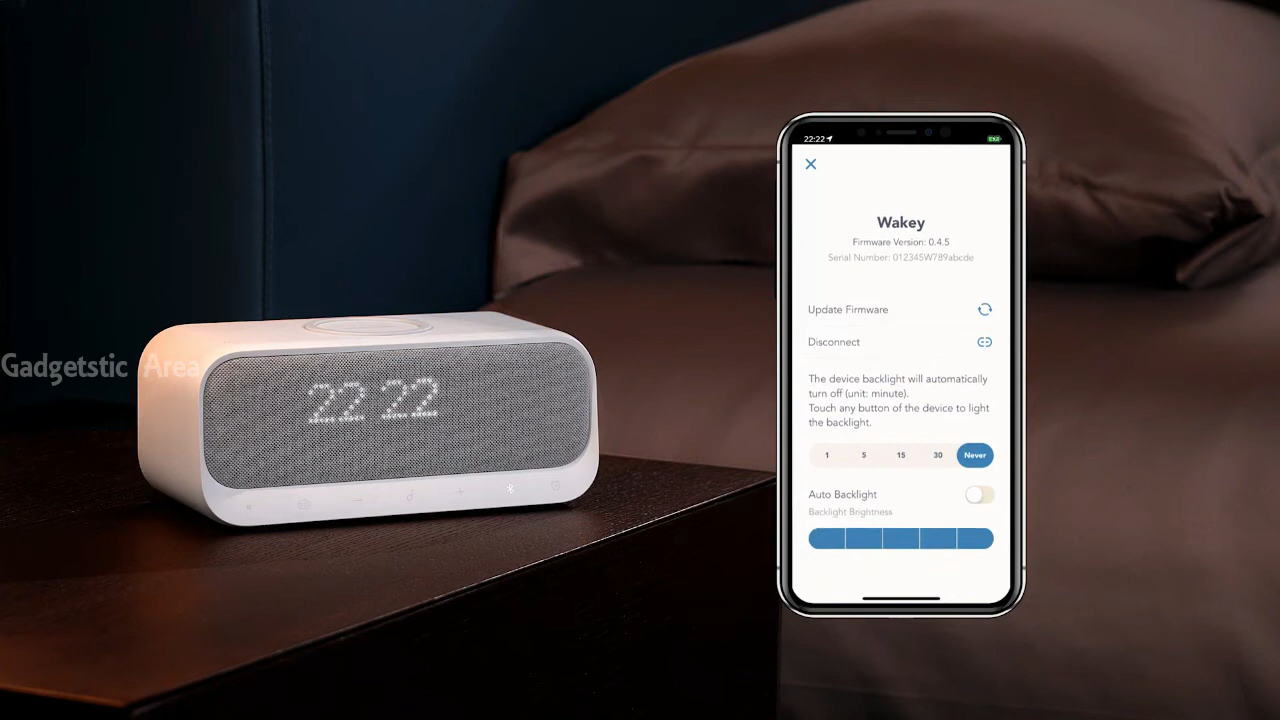 Gadgetstic Area
22 22
22:22
Wakey
Firmware Version: 0.4.5
Serial Number: 012345W789abcde
Update Firmware
Disconnect
The device backlight will automatically
turn off (unit: minute).
Touch any button of the device to light
the backlight.
1 5 15 30 Never
Auto Backlight
Backlight Brightness